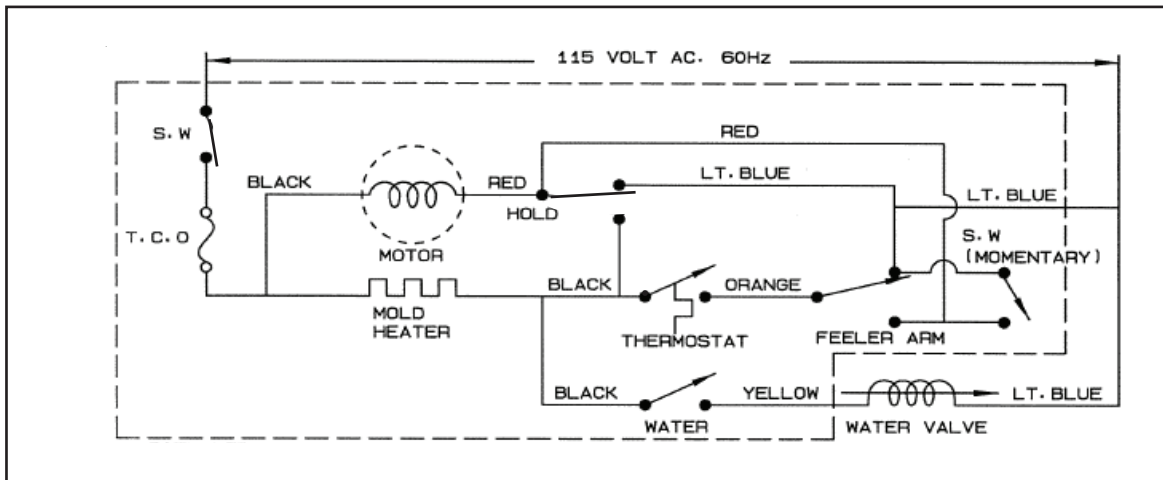 115 VOLT AC. 60Hz
S.W
RED
BLACK
RED
LT. BLUE
LT. BLUE
HOLD
T.C.O
MOTOR
S.W
(MOMENTARY)
BLACK
ORANGE
MOLD
HEATER
THERMOSTAT
FEELER ARM
BLACK
YELLOW
LT. BLUE
WATER
WATER VALVE